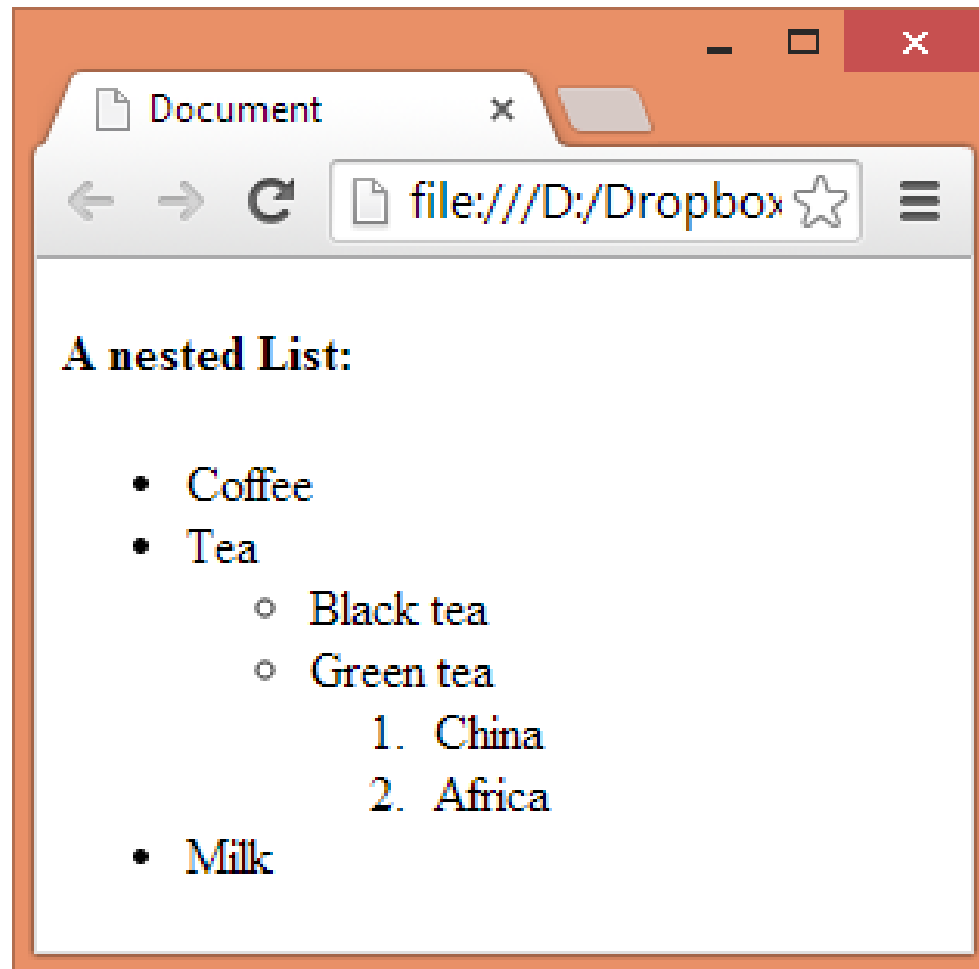 Document
file:///D:/Dropbox
A nested List:
Coffee
Tea
Black tea
Green tea
1. China
2. Africa
Milk